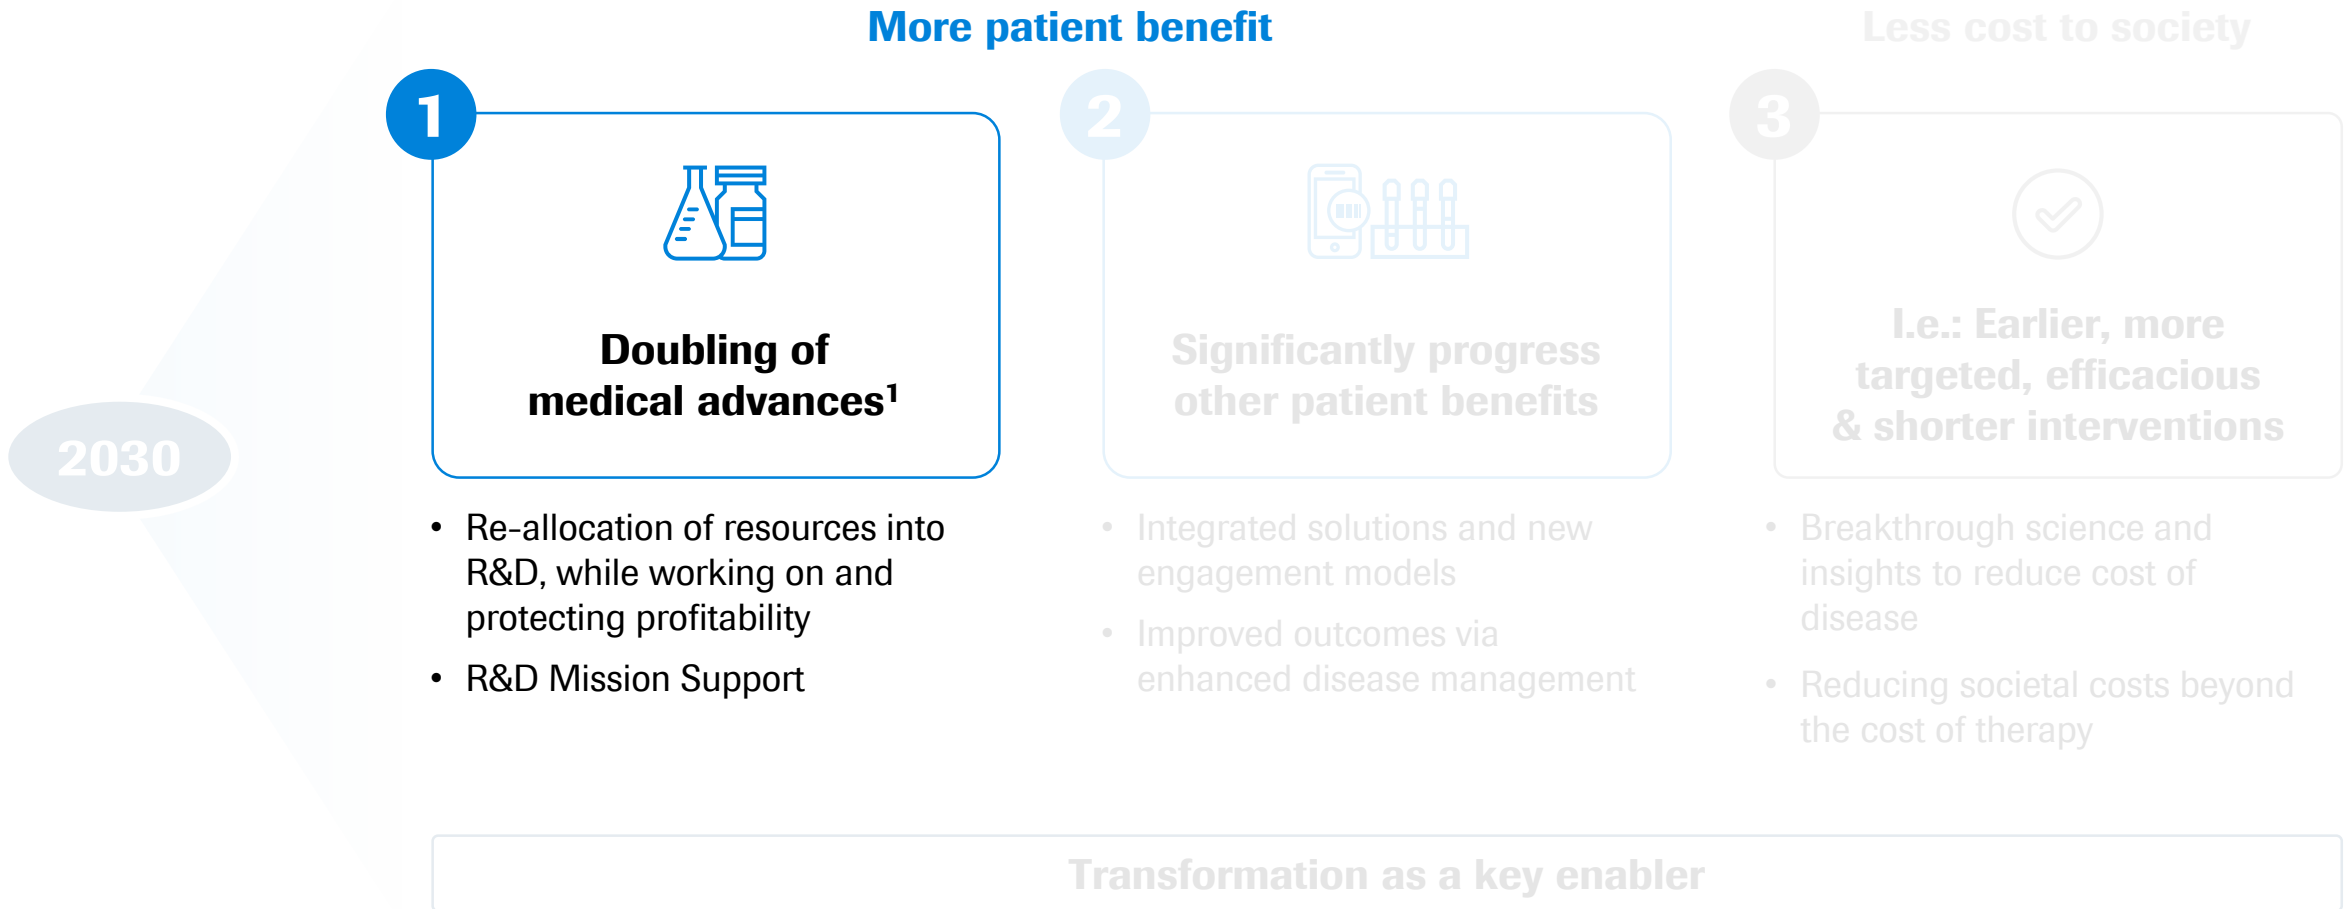 More patient benefit
Less cost to society
2030
1
Doubling of
medical advances¹
• Re-allocation of resources into
R&D, while working on and
protecting profitability
• R&D Mission Support
2
Significantly progress
other patient benefits
• Integrated solutions and new
engagement models
• Improved outcomes via
enhanced disease management
3
I.e.: Earlier, more
targeted, efficacious
& shorter interventions
• Breakthrough science and
insights to reduce cost of
disease
• Reducing societal costs beyond
the cost of therapy
Transformation as a key enabler